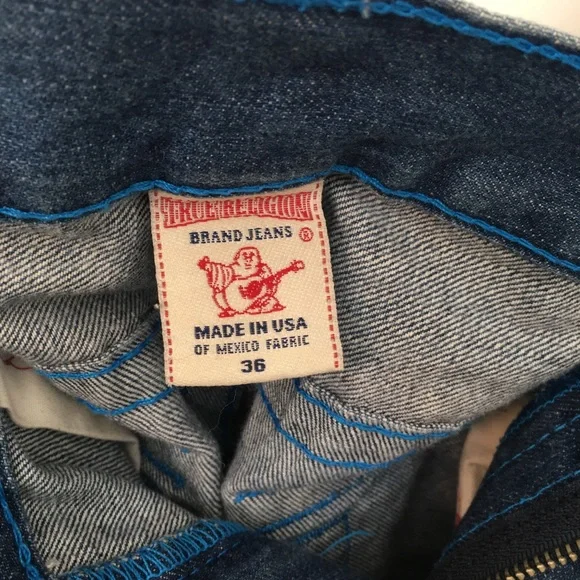 TRUE RELIGION
BRAND JEANS ®
MADE IN USA
OF MEXICO FABRIC
36